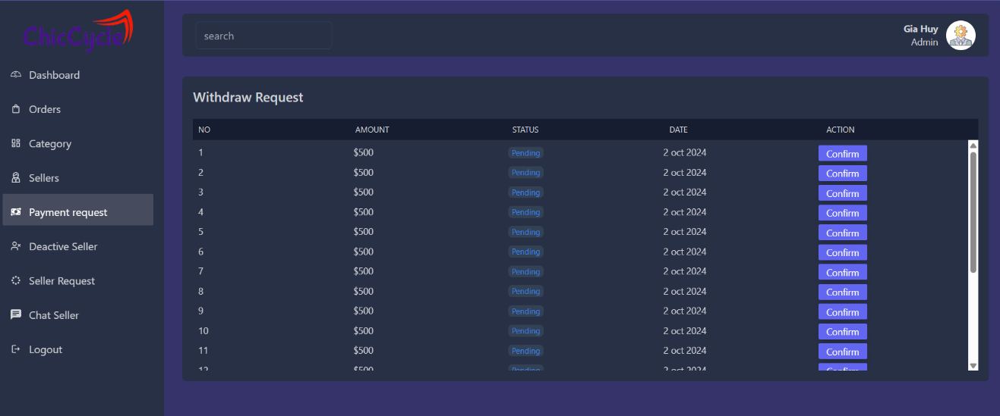 ChicCycle
Dashboard
Orders
Category
Sellers
Payment request
Deactive Seller
Seller Request
Chat Seller
Logout
search
Gia Huy
Admin
Withdraw Request
NO AMOUNT STATUS DATE ACTION
1 $500 Pending 2 oct 2024 Confirm
2 $500 Pending 2 oct 2024 Confirm
3 $500 Pending 2 oct 2024 Confirm
4 $500 Pending 2 oct 2024 Confirm
5 $500 Pending 2 oct 2024 Confirm
6 $500 Pending 2 oct 2024 Confirm
7 $500 Pending 2 oct 2024 Confirm
8 $500 Pending 2 oct 2024 Confirm
9 $500 Pending 2 oct 2024 Confirm
10 $500 Pending 2 oct 2024 Confirm
11 $500 Pending 2 oct 2024 Confirm
12 $500 Pending 2 oct 2024 Confirm